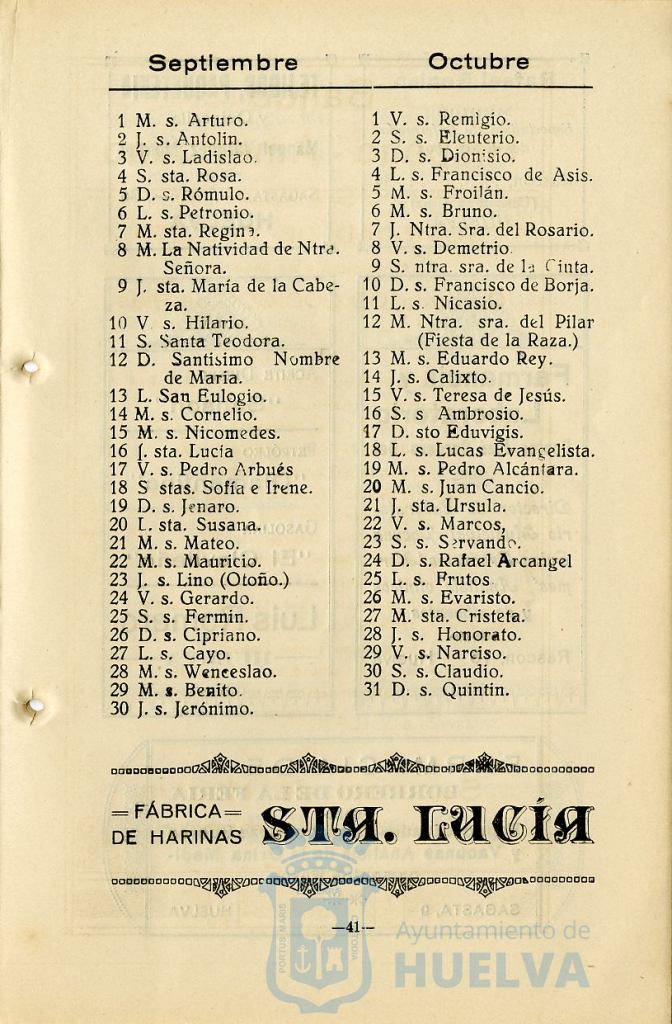 Septiembre
1 M. s. Arturo.
2 J. s. Antolin.
3 V. s. Ladislao.
4 S. sta. Rosa.
5 D. s. Rómulo.
6 L. s. Petronio.
7 M. sta. Regina.
8 M. La Natividad de Ntra.
Señora.
9 J. sta. María de la Cabe-
za.
10 V s. Hilario.
11 S. Santa Teodora.
12 D. Santisimo Nombre
de Maria.
13 L. San Eulogio.
14 M. s. Cornelio.
15 M. s. Nicomedes.
16 J. sta. Lucía
17 V. s. Pedro Arbués
18 S stas. Sofía e Irene.
19 D. s. Jenaro.
20 L. sta. Susana.
21 M. s. Mateo.
22 M. s. Mauricio.
23 J. s. Lino (Otoño.)
24 V. s. Gerardo.
25 S. s. Fermin.
26 D. s. Cipriano.
27 L. s. Cayo.
28 M. s. Wenceslao.
29 M. s. Benito.
30 J. s. Jerónimo.
Octubre
1 V. s. Remigio.
2 S. s. Eleuterio.
3 D. s. Dionisio.
4 L. s. Francisco de Asis.
5 M. s. Froilán.
6 M. s. Bruno.
7 J. Ntra. Sra. del Rosario.
8 V. s. Demetrio
9 S. ntra. sra. de la Cinta.
10 D. s. Francisco de Borja.
11 L. s. Nicasio.
12 M. Ntra. sra. del Pilar
(Fiesta de la Raza.)
13 M. s. Eduardo Rey.
14 J. s. Calixto.
15 V. s. Teresa de Jesús.
16 S. s Ambrosio.
17 D. sto Eduvigis.
18 L. s. Lucas Evangelista.
19 M. s. Pedro Alcántara.
20 M. s. Juan Cancio.
21 J. sta. Ursula.
22 V. s. Marcos,
23 S. s. Servando.
24 D. s. Rafael Arcangel
25 L. s. Frutos
26 M. s. Evaristo.
27 M. sta. Cristeta.
28 J. s. Honorato.
29 V. s. Narciso.
30 S. s. Claudio.
31 D. s. Quintin.
=FÁBRICA=
DE HARINAS
STA. LUCÍA
—41—
PORTUS MARIS
Ayuntamiento de
HUELVA